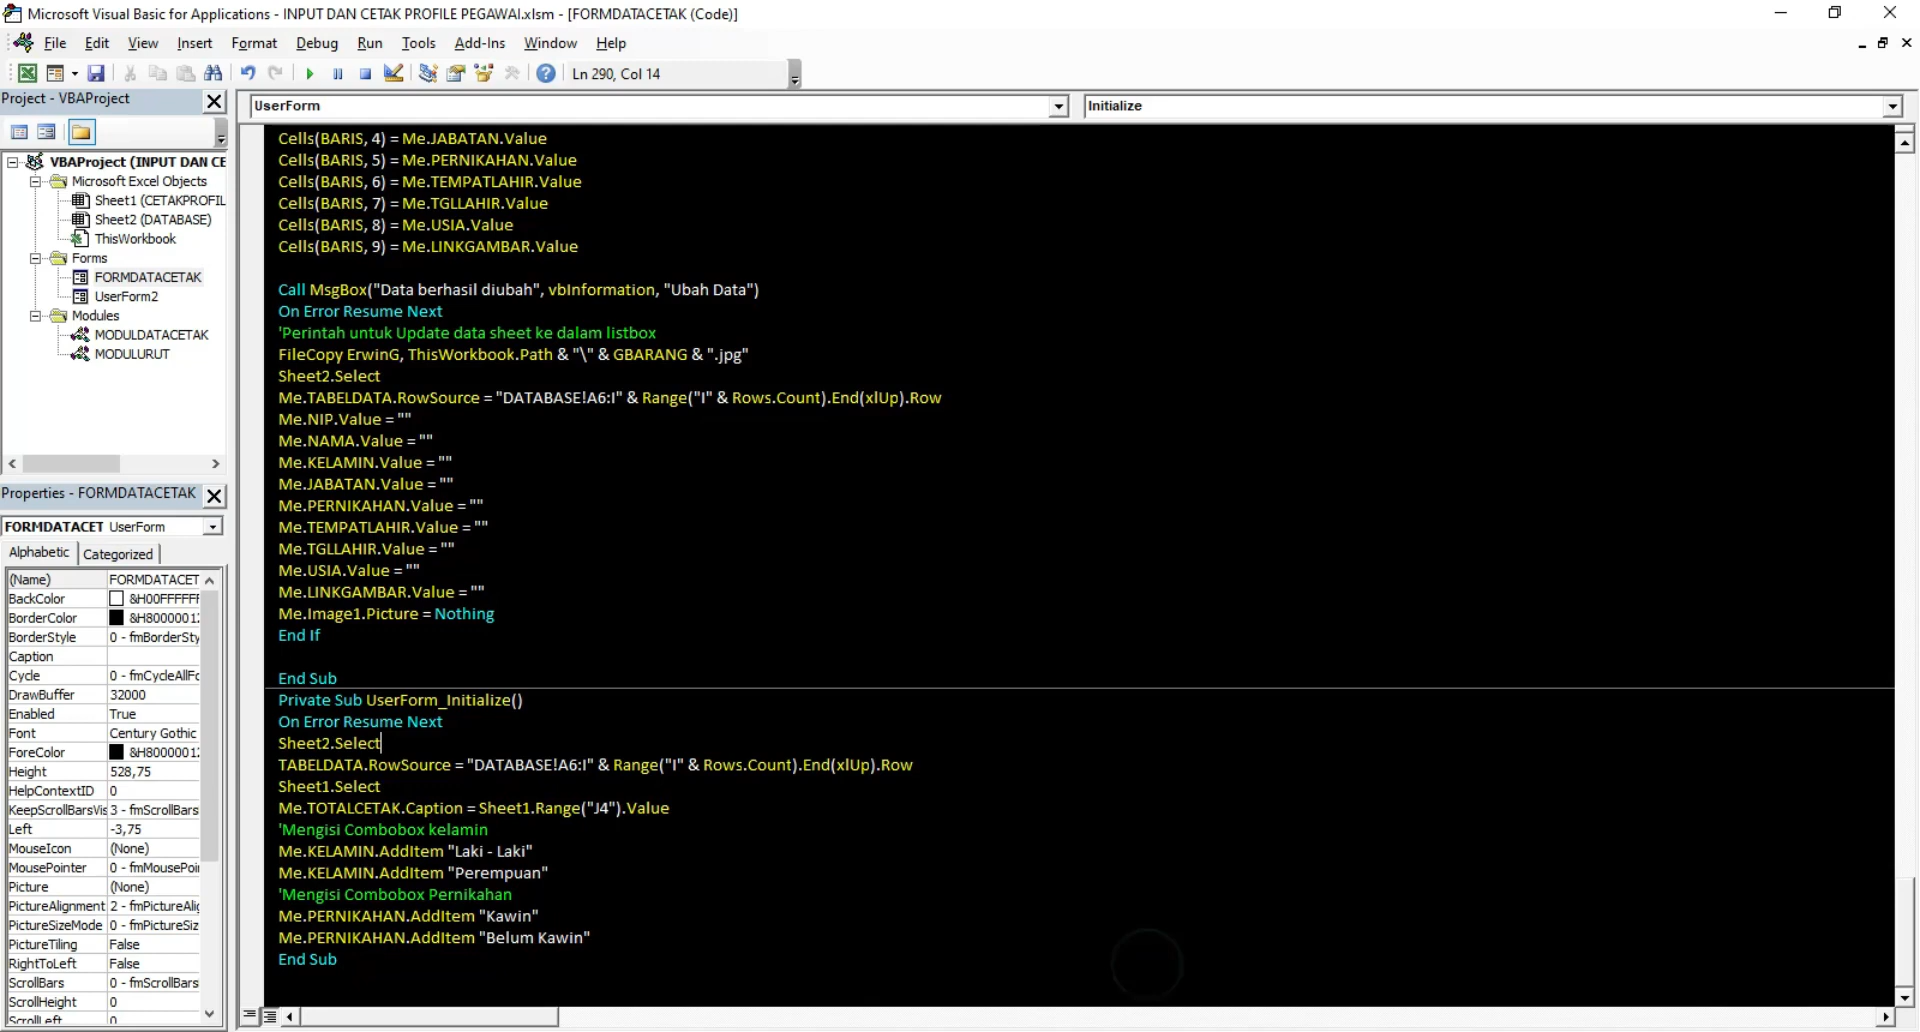 Microsoft Visual Basic for Applications - INPUT DAN CETAK PROFILE PEGAWAI.xlsm - [FORMDATACETAK (Code)]
File Edit View Insert Format Debug Run Tools Add-Ins Window Help
Ln 290, Col 14
Project - VBAProject
VBAProject (INPUT DAN CE
Microsoft Excel Objects
Sheet1 (CETAKPROFIL
Sheet2 (DATABASE)
ThisWorkbook
Forms
FORMDATACETAK
UserForm2
Modules
MODULDATACETAK
MODULURUT
Properties - FORMDATACETAK
FORMDATACET UserForm
Alphabetic Categorized
(Name) FORMDATACET
BackColor &H00FFFFFF
BorderColor &H80000012
BorderStyle 0 - fmBorderSty
Caption
Cycle 0 - fmCycleAllFo
DrawBuffer 32000
Enabled True
Font Century Gothic
ForeColor &H80000012
Height 528,75
HelpContextID 0
KeepScrollBarsVis 3 - fmScrollBars
Left -3,75
MouseIcon (None)
MousePointer 0 - fmMousePoi
Picture (None)
PictureAlignment 2 - fmPictureAlig
PictureSizeMode 0 - fmPictureSiz
PictureTiling False
RightToLeft False
ScrollBars 0 - fmScrollBars
ScrollHeight 0
ScrollLeft 0
UserForm Initialize
Cells(BARIS, 4) = Me.JABATAN.Value
Cells(BARIS, 5) = Me.PERNIKAHAN.Value
Cells(BARIS, 6) = Me.TEMPATLAHIR.Value
Cells(BARIS, 7) = Me.TGLLAHIR.Value
Cells(BARIS, 8) = Me.USIA.Value
Cells(BARIS, 9) = Me.LINKGAMBAR.Value
Call MsgBox("Data berhasil diubah", vbInformation, "Ubah Data")
On Error Resume Next
'Perintah untuk Update data sheet ke dalam listbox
FileCopy ErwinG, ThisWorkbook.Path & "\" & GBARANG & ".jpg"
Sheet2.Select
Me.TABELDATA.RowSource = "DATABASE!A6:I" & Range("I" & Rows.Count).End(xlUp).Row
Me.NIP.Value = ""
Me.NAMA.Value = ""
Me.KELAMIN.Value = ""
Me.JABATAN.Value = ""
Me.PERNIKAHAN.Value = ""
Me.TEMPATLAHIR.Value = ""
Me.TGLLAHIR.Value = ""
Me.USIA.Value = ""
Me.LINKGAMBAR.Value = ""
Me.Image1.Picture = Nothing
End If
End Sub
Private Sub UserForm_Initialize()
On Error Resume Next
Sheet2.Select
TABELDATA.RowSource = "DATABASE!A6:I" & Range("I" & Rows.Count).End(xlUp).Row
Sheet1.Select
Me.TOTALCETAK.Caption = Sheet1.Range("J4").Value
'Mengisi Combobox kelamin
Me.KELAMIN.AddItem "Laki - Laki"
Me.KELAMIN.AddItem "Perempuan"
'Mengisi Combobox Pernikahan
Me.PERNIKAHAN.AddItem "Kawin"
Me.PERNIKAHAN.AddItem "Belum Kawin"
End Sub